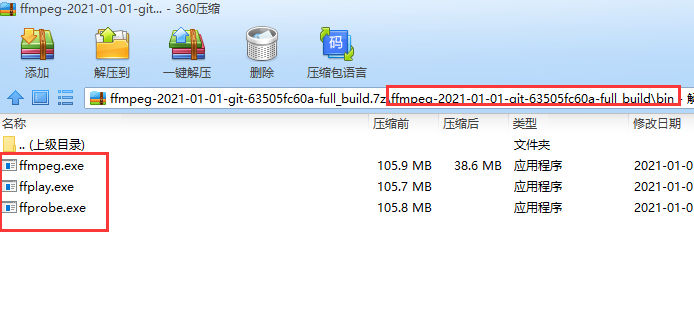 ffmpeg-2021-01-01-git... - 360压缩
添加 解压到 一键解压 删除 码 压缩包语言
ffmpeg-2021-01-01-git-63505fc60a-full_build.7z\ffmpeg-2021-01-01-git-63505fc60a-full_build\bin - 解
名称 压缩前 压缩后 类型 修改日期
.. (上级目录) 文件夹
ffmpeg.exe 105.9 MB 38.6 MB 应用程序 2021-01-0
ffplay.exe 105.7 MB 应用程序 2021-01-0
ffprobe.exe 105.8 MB 应用程序 2021-01-0